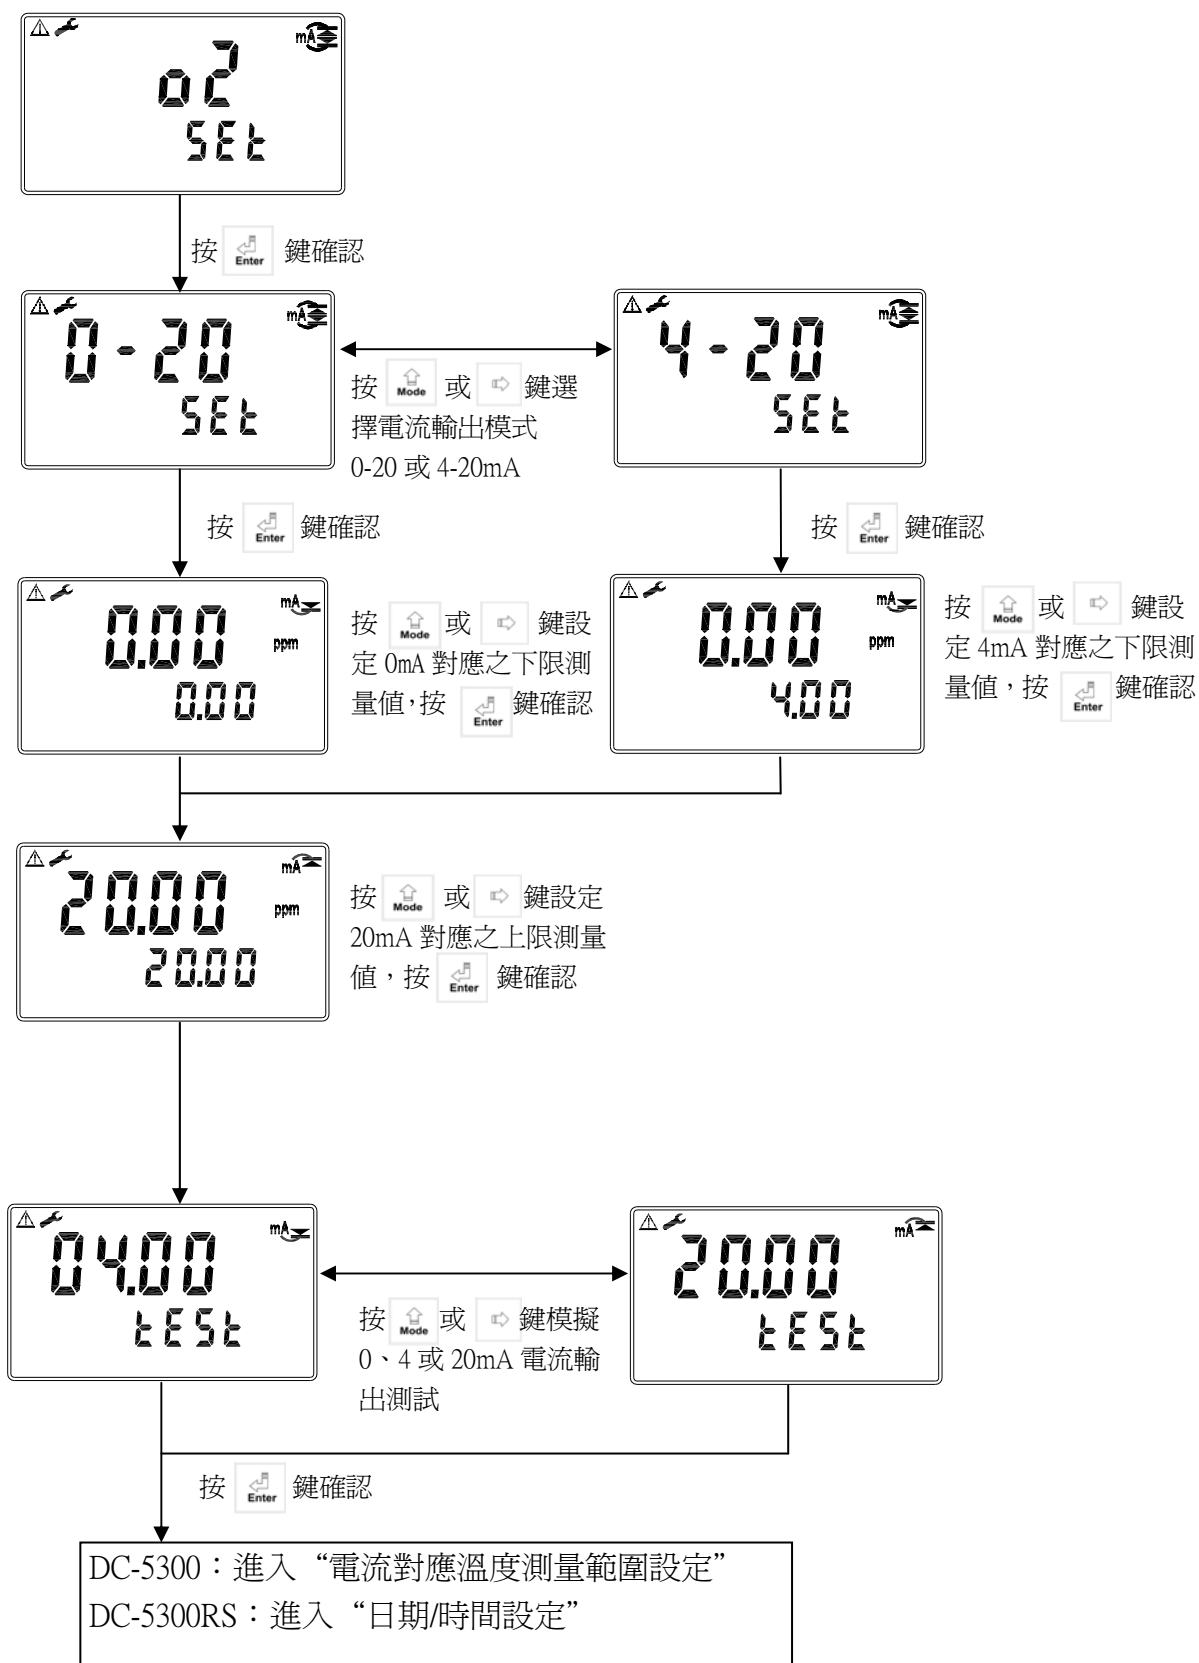 mA
o2
SEt
按 Enter 鍵確認
mA
0-20
SEt
按 Mode 或 鍵選
擇電流輸出模式
0-20 或 4-20mA
mA
4-20
SEt
按 Enter 鍵確認
按 Enter 鍵確認
mA
0.00
ppm
0.00
按 Mode 或 鍵設
定 0mA 對應之下限測
量值,按 Enter 鍵確認
mA
0.00
ppm
4.00
按 Mode 或 鍵設
定 4mA 對應之下限測
量值，按 Enter 鍵確認
mA
20.00
ppm
20.00
按 Mode 或 鍵設定
20mA 對應之上限測量
值，按 Enter 鍵確認
mA
04.00
tESt
按 Mode 或 鍵模擬
0、4 或 20mA 電流輸
出測試
mA
20.00
tESt
按 Enter 鍵確認
DC-5300：進入“電流對應溫度測量範圍設定”
DC-5300RS：進入“日期/時間設定”